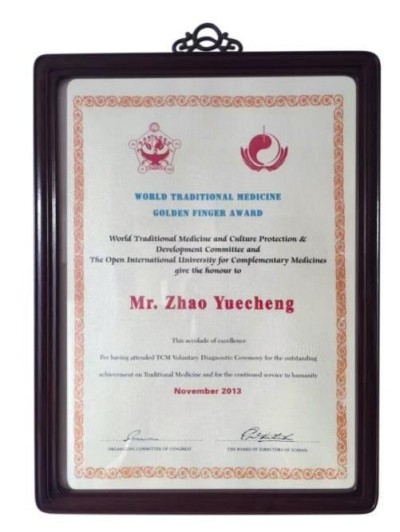 WORLD TRADITIONAL MEDICINE
GOLDEN FINGER AWARD
World Traditional Medicine and Culture Protection &
Development Committee and
The Open International University for Complementary Medicines
give the honour to
Mr. Zhao Yuecheng
This accolade of excellence
For having attended TCM Voluntary Diagnostic Ceremony for the outstanding
achievement on Traditional Medicine and for the continued service to humanity
November 2013
ORGANIZING COMMITTEE OF CONGRESS
THE BOARD OF DIRECTORS OF SCHOOL